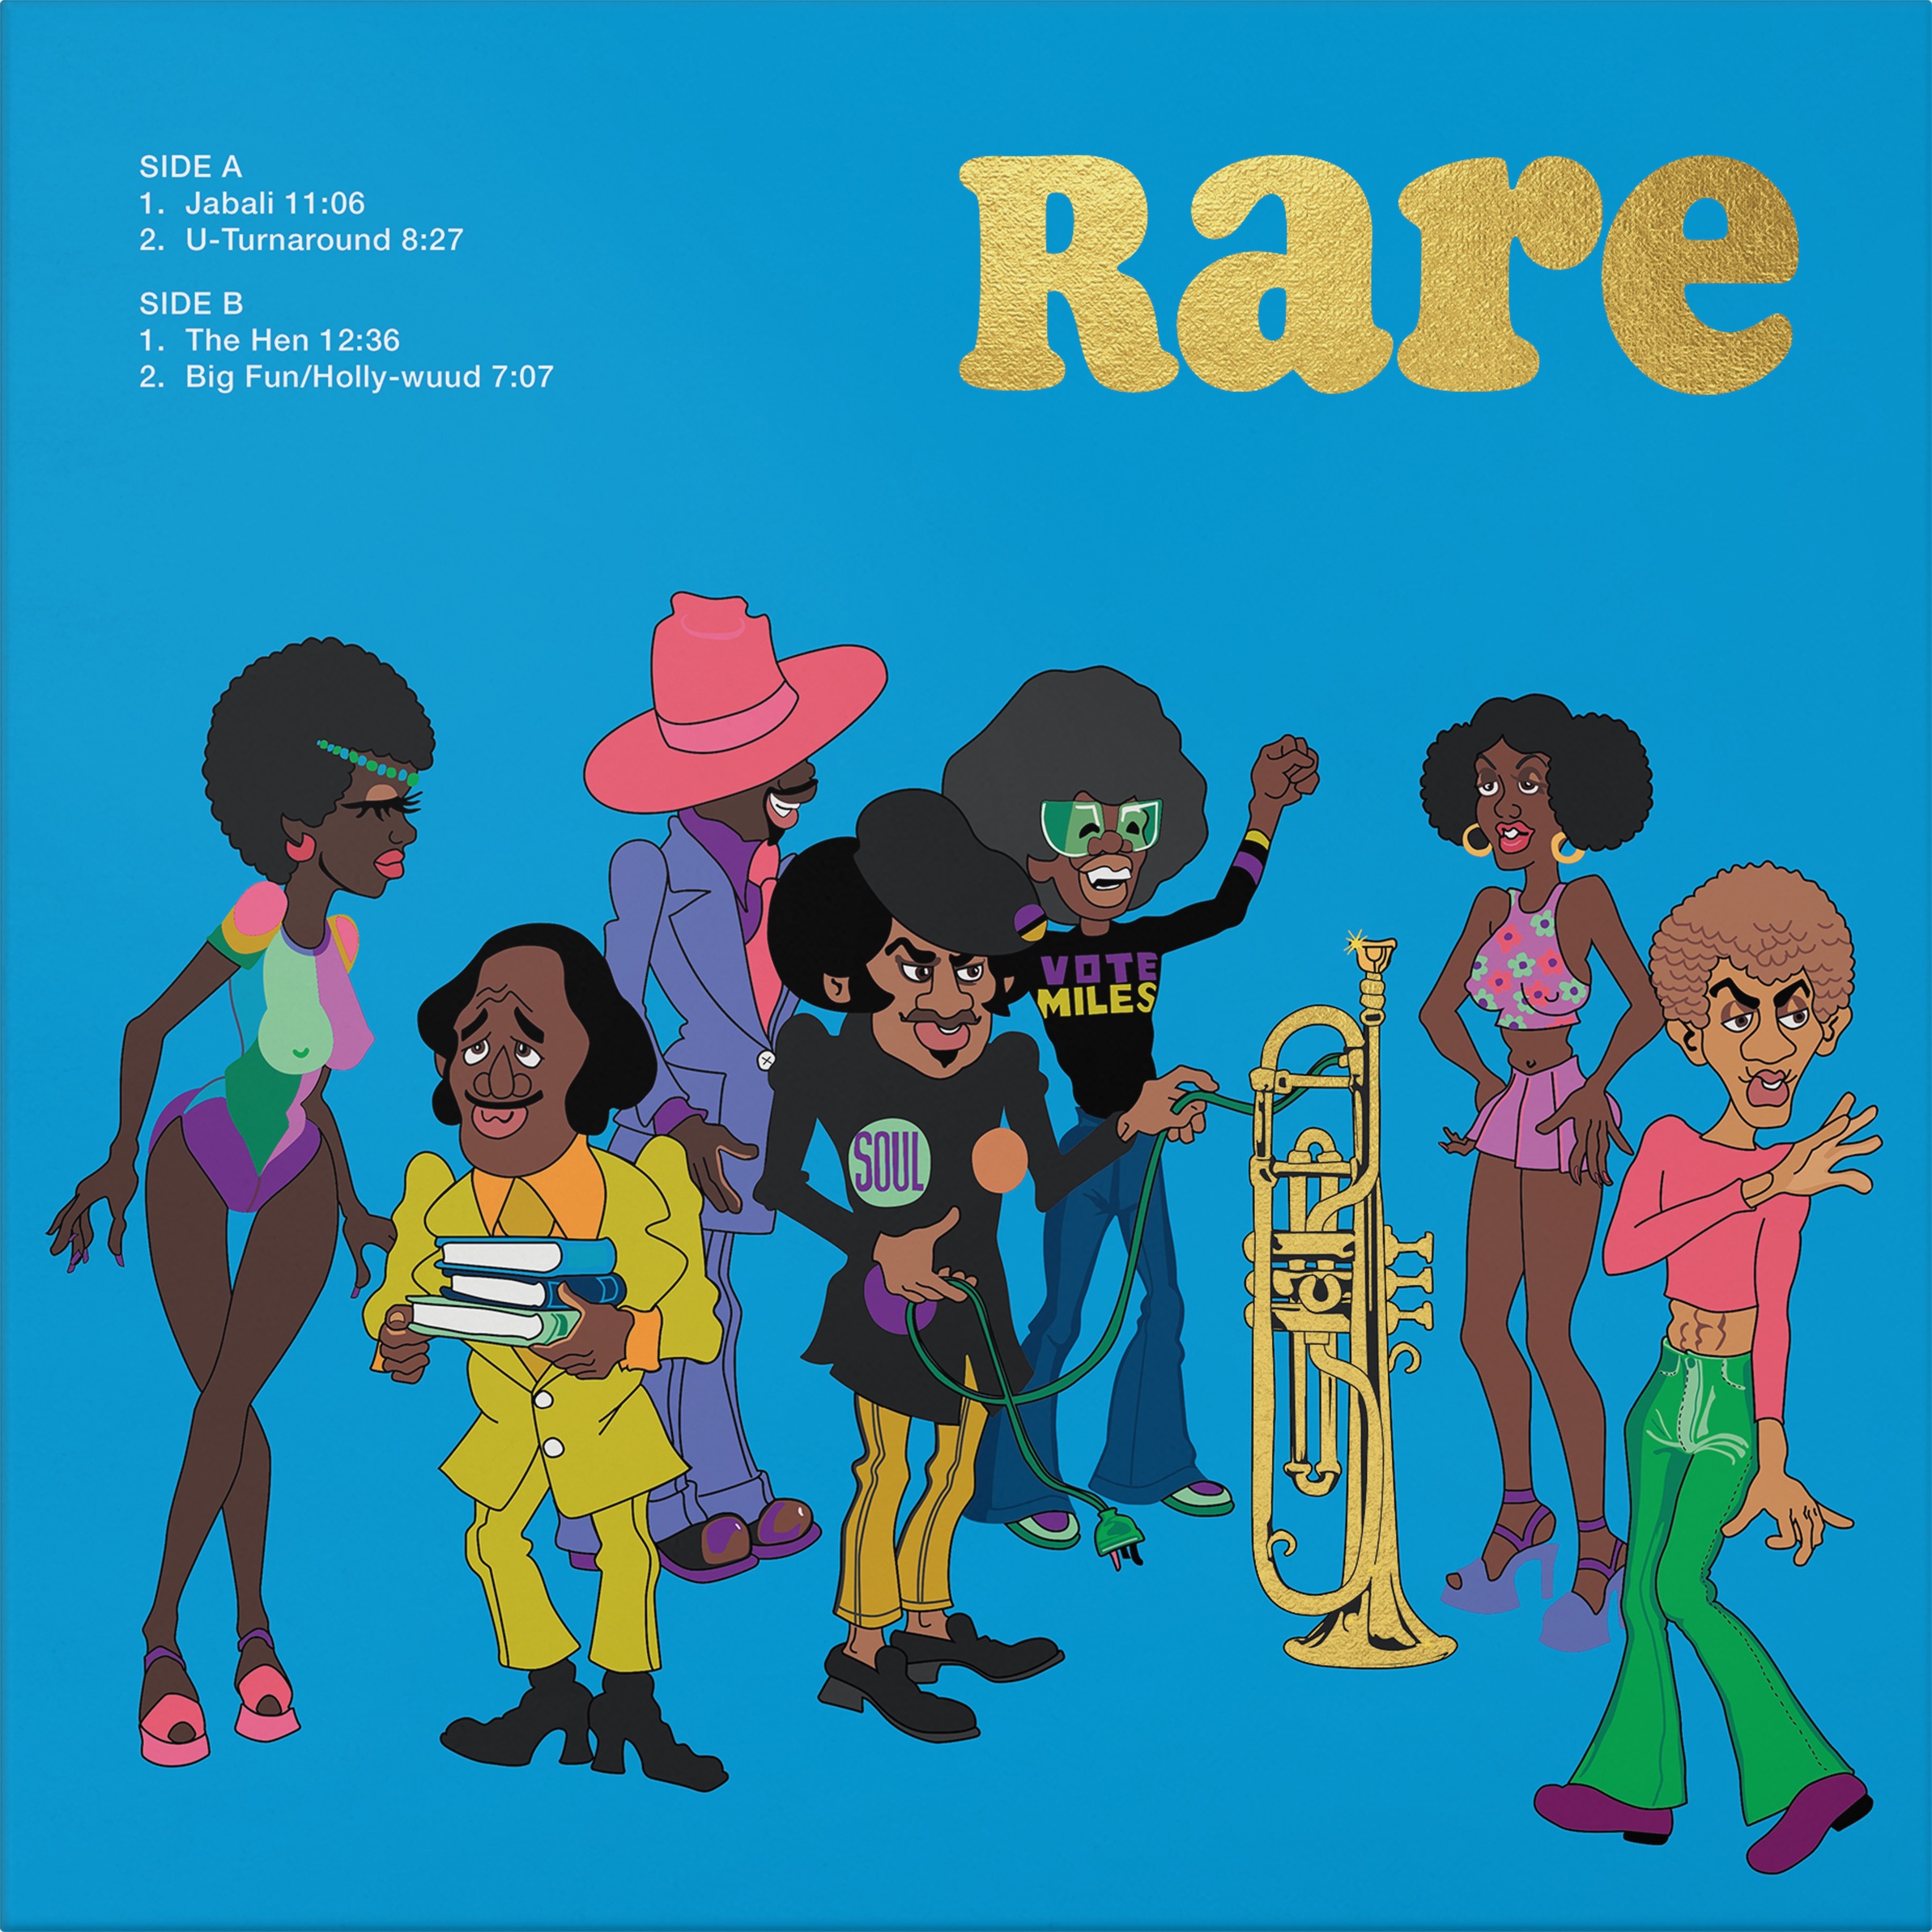 SIDE A
1. Jabali 11:06
2. U-Turnaround 8:27
SIDE B
1. The Hen 12:36
2. Big Fun/Holly-wuud 7:07
Rare
VOTE
MILES
SOUL